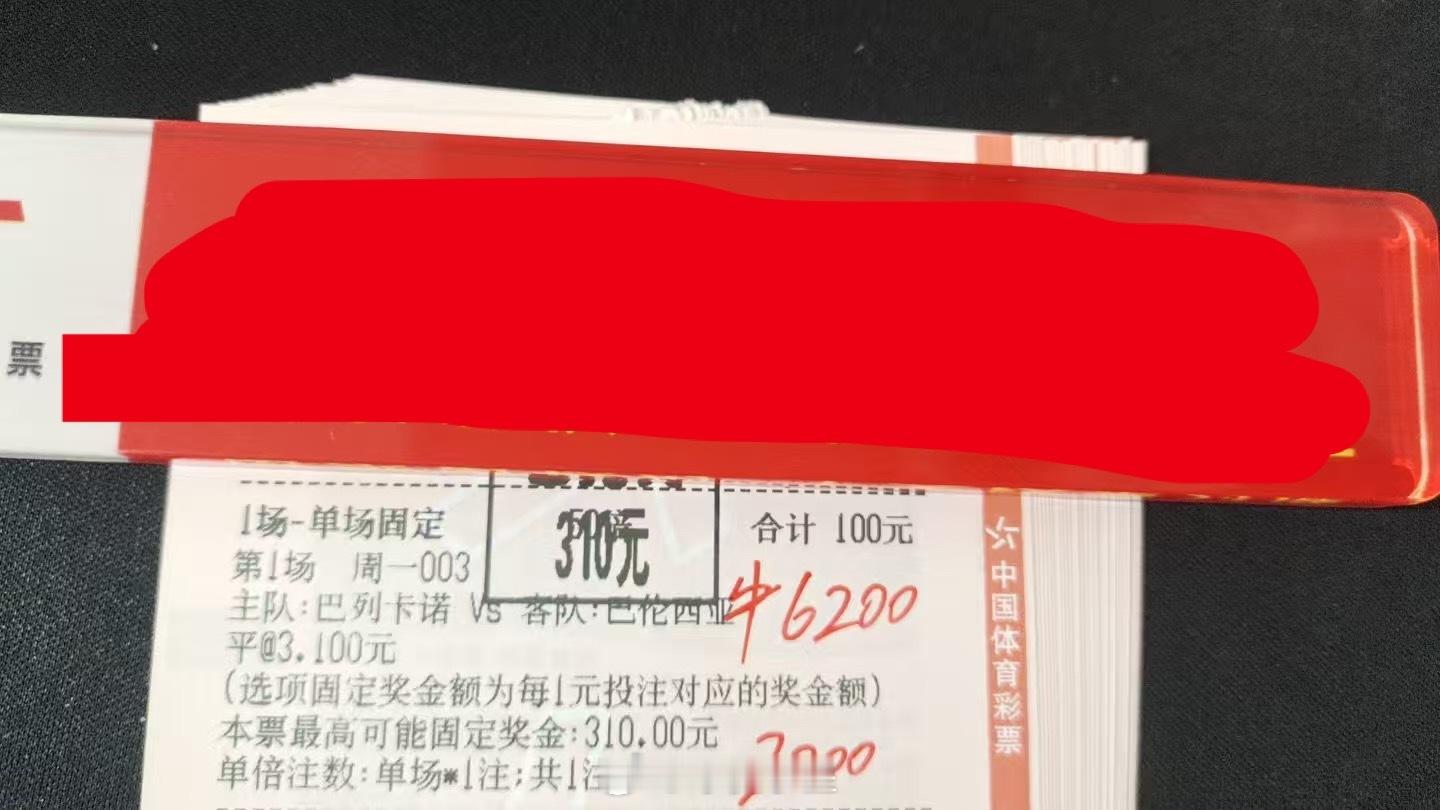 票
1场-单场固定 50倍 合计 100元
310元
第1场 周一003
主队:巴列卡诺 Vs 客队:巴伦西亚
平@3.100元
(选项固定奖金额为每1元投注对应的奖金额)
本票最高可能固定奖金:310.00元
单倍注数:单场*1注;共1注
牛6200
中国体育彩票